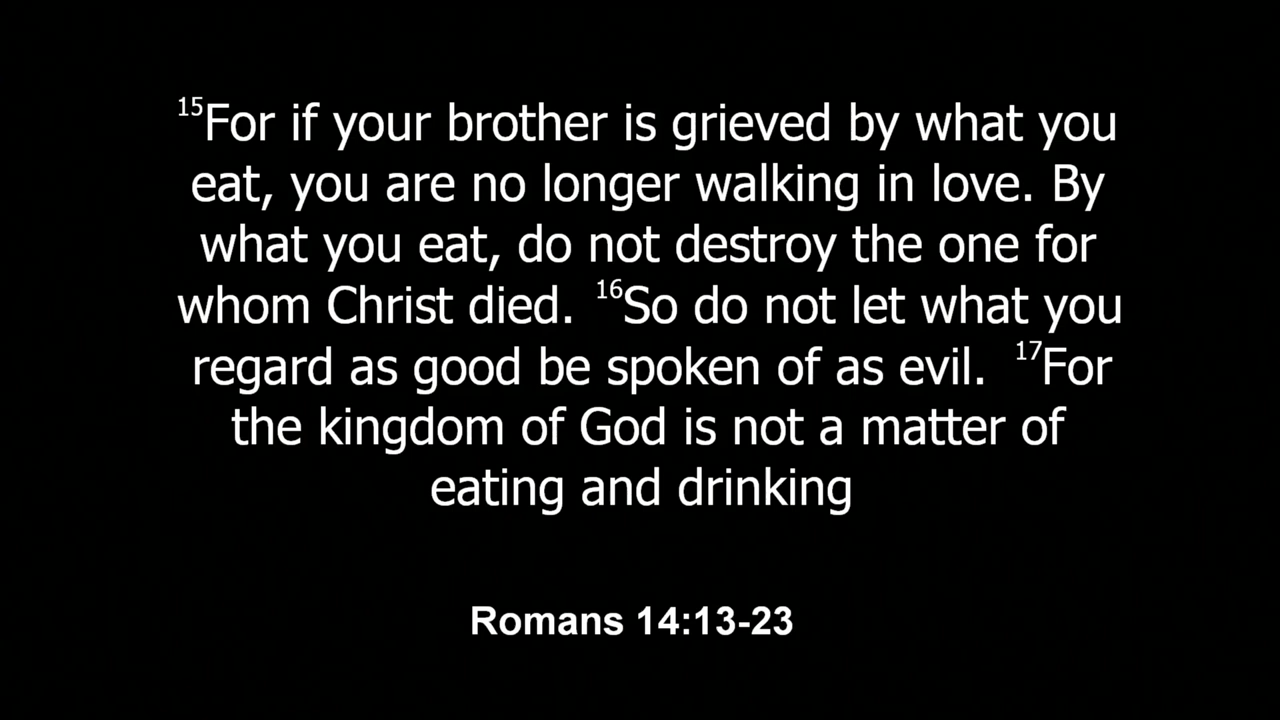 15For if your brother is grieved by what you
eat, you are no longer walking in love. By
what you eat, do not destroy the one for
whom Christ died. 16So do not let what you
regard as good be spoken of as evil. 17For
the kingdom of God is not a matter of
eating and drinking
Romans 14:13-23